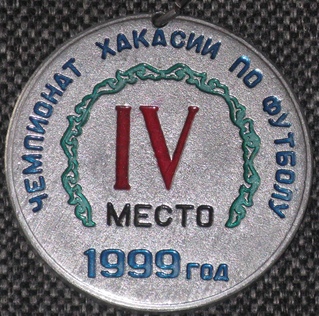 ЧЕМПИОНАТ ХАКАСИИ ПО ФУТБОЛУ
IV
МЕСТО
1999 ГОД